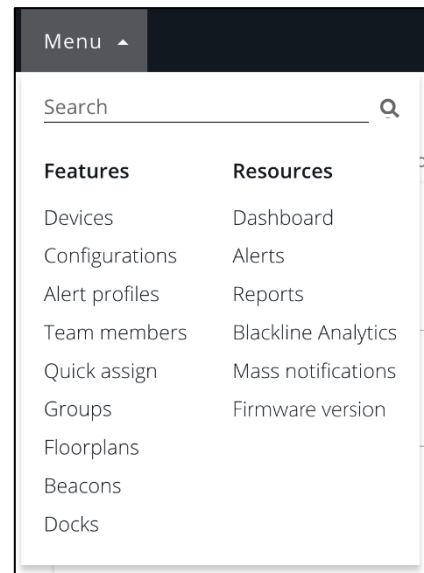 Menu
Search
Features
Devices
Configurations
Alert profiles
Team members
Quick assign
Groups
Floorplans
Beacons
Docks
Resources
Dashboard
Alerts
Reports
Blackline Analytics
Mass notifications
Firmware version